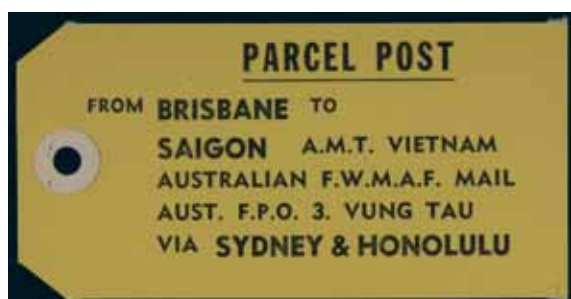 PARCEL POST
FROM BRISBANE TO
SAIGON A.M.T. VIETNAM
AUSTRALIAN F.W.M.A.F. MAIL
AUST. F.P.O. 3. VUNG TAU
VIA SYDNEY & HONOLULU